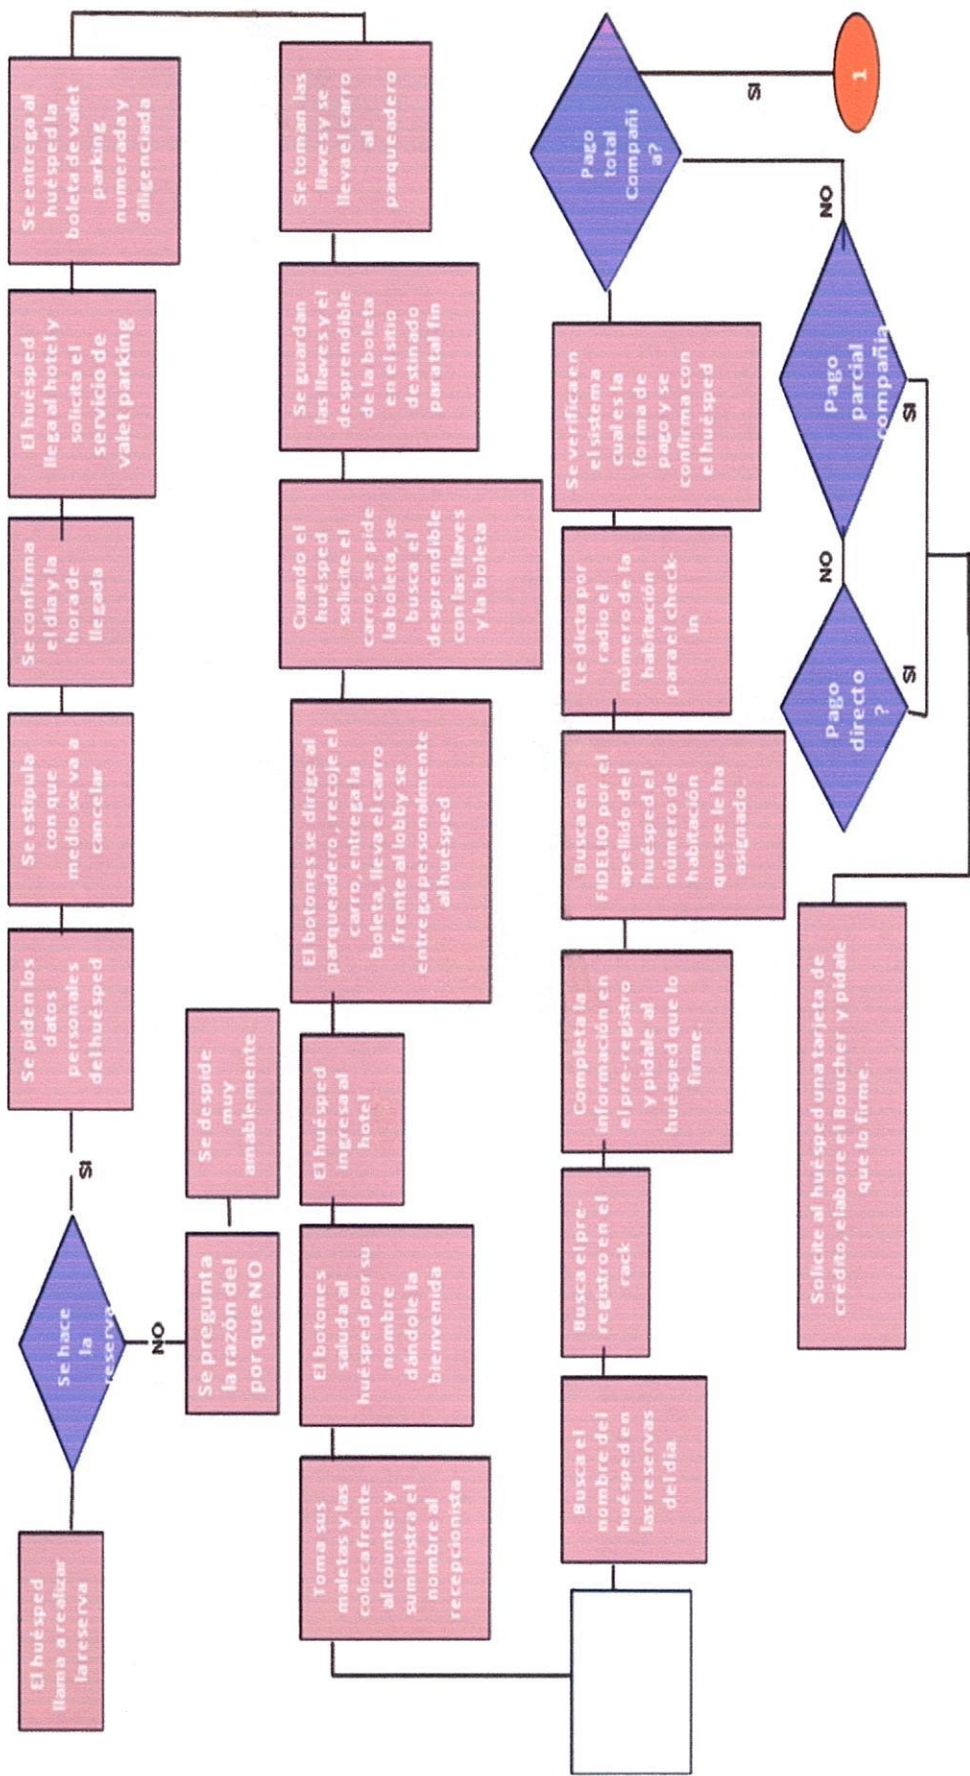 El huésped
llama a realizar
la reserva
Se hace
la
reserva
SI
NO
Se pregunta
la razón del
porque NO
Se despide
muy
amablemente
Se piden los
datos
personales
del huésped
Se estipula
con que
medio se va a
cancelar
Se confirma
el día y la
hora de
llegada
El huésped
llega al hotel y
solicita el
servicio de
valet parking
Se entrega al
huésped la
boleta de valet
parking
numerada y
diligenciada
Se toman las
llaves y se
lleva el carro
al
parqueadero
Se guardan
las llaves y el
desprendible
de la boleta
en el sitio
destinado
para tal fin
Cuando el
huésped
solicite el
carro, se pide
la boleta, se
busca el
desprendible
con las llaves
y la boleta
El botones se dirige al
parqueadero, recoje el
carro, entrega la
boleta, lleva el carro
frente al lobby se
entrega personalmente
al huésped
El huésped
ingresa al
hotel
El botones
saluda al
huésped por su
nombre
dándole la
bienvenida
Toma sus
maletas y las
coloca frente
al counter y
suministra el
nombre al
recepcionista
Busca el
nombre del
huésped en
las reservas
del día
Busca el pre-
registro en el
rack
Completa la
información en
el pre-registro
y pídale al
huésped que lo
firme.
Busca en
FIDELIO por el
apellido del
huésped el
número de
habitación
que se le ha
asignado
Le dicta por
radio el
número de la
habitación
para el check-
in
Se verifica en
el sistema
cual es la
forma de
pago y se
confirma con
el huésped
Pago
total
Compañi
a?
SI
1
NO
Pago
parcial
compañía
SI
NO
Pago
directo
?
SI
Solicite al huésped una tarjeta de
crédito, elabore el Boucher y pídale
que lo firme.